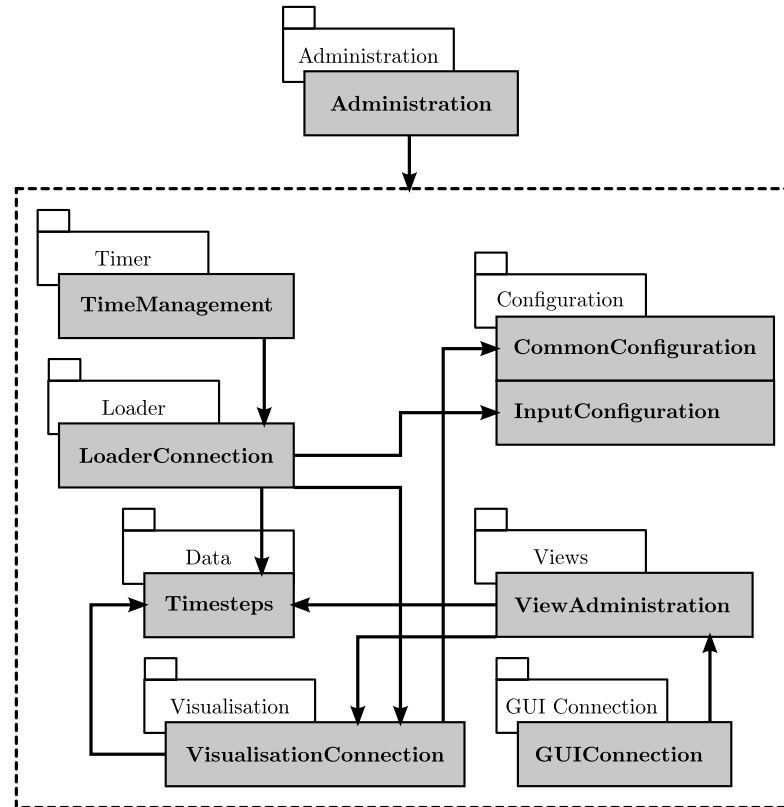 Administration
Administration
Timer
TimeManagement
Configuration
CommonConfiguration
InputConfiguration
Loader
LoaderConnection
Data
Timesteps
Views
ViewAdministration
Visualisation
VisualisationConnection
GUI Connection
GUIConnection